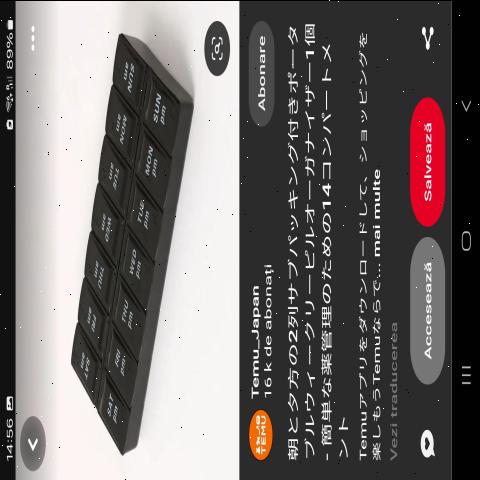 14:56
89%
SAT am
FRI am
THU am
WED am
TUE am
MON am
SUN am
SAT pm
FRI pm
THU pm
WED pm
TUE pm
MON pm
SUN pm
TEMU
Temu_Japan
16 k de abonați
Abonare
朝と夕方の2列サブパッキング付きポータ
ブルウィークリーピルオーガナイザー1個
- 簡単な薬管理のための14コンパートメ
ント
Temuアプリをダウンロードして、ショッピングを
楽しもうTemuならで... mai multe
Vezi traducerea
Accesează
Salvează